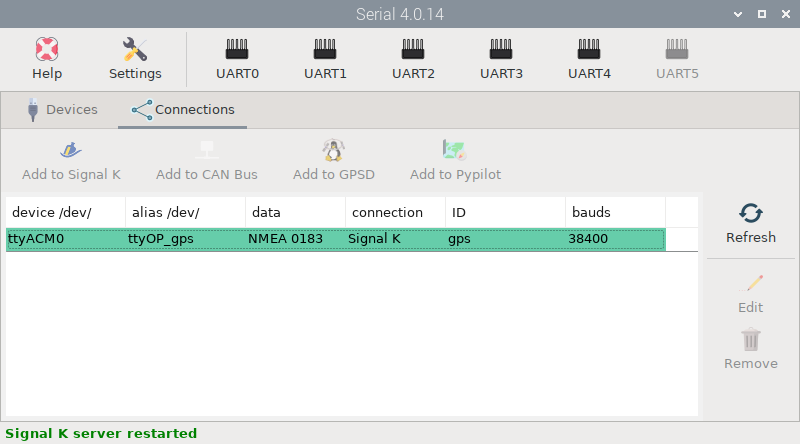 Serial 4.0.14
Help Settings UART0 UART1 UART2 UART3 UART4 UART5
Devices Connections
Add to Signal K Add to CAN Bus Add to GPSD Add to Pypilot
device /dev/ alias /dev/ data connection ID bauds
ttyACM0 ttyOP_gps NMEA 0183 Signal K gps 38400
Refresh
Edit
Remove
Signal K server restarted